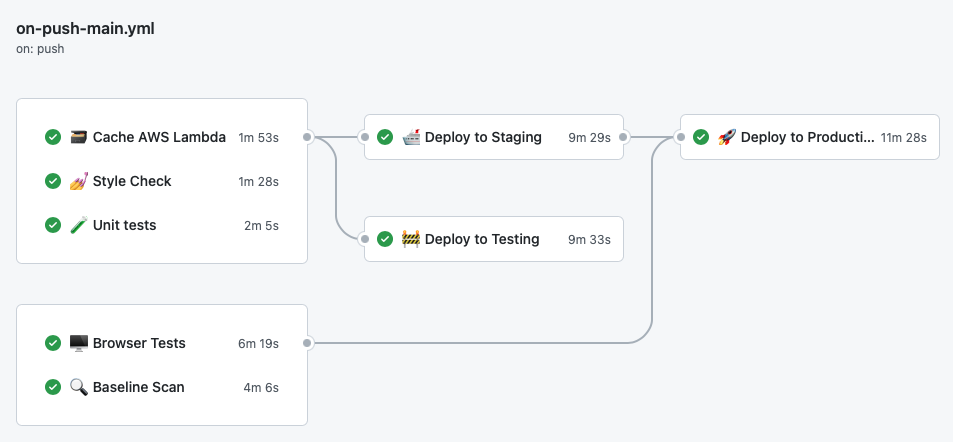 on-push-main.yml
on: push
Cache AWS Lambda 1m 53s
Style Check 1m 28s
Unit tests 2m 5s
Deploy to Staging 9m 29s
Deploy to Testing 9m 33s
Deploy to Producti... 11m 28s
Browser Tests 6m 19s
Baseline Scan 4m 6s